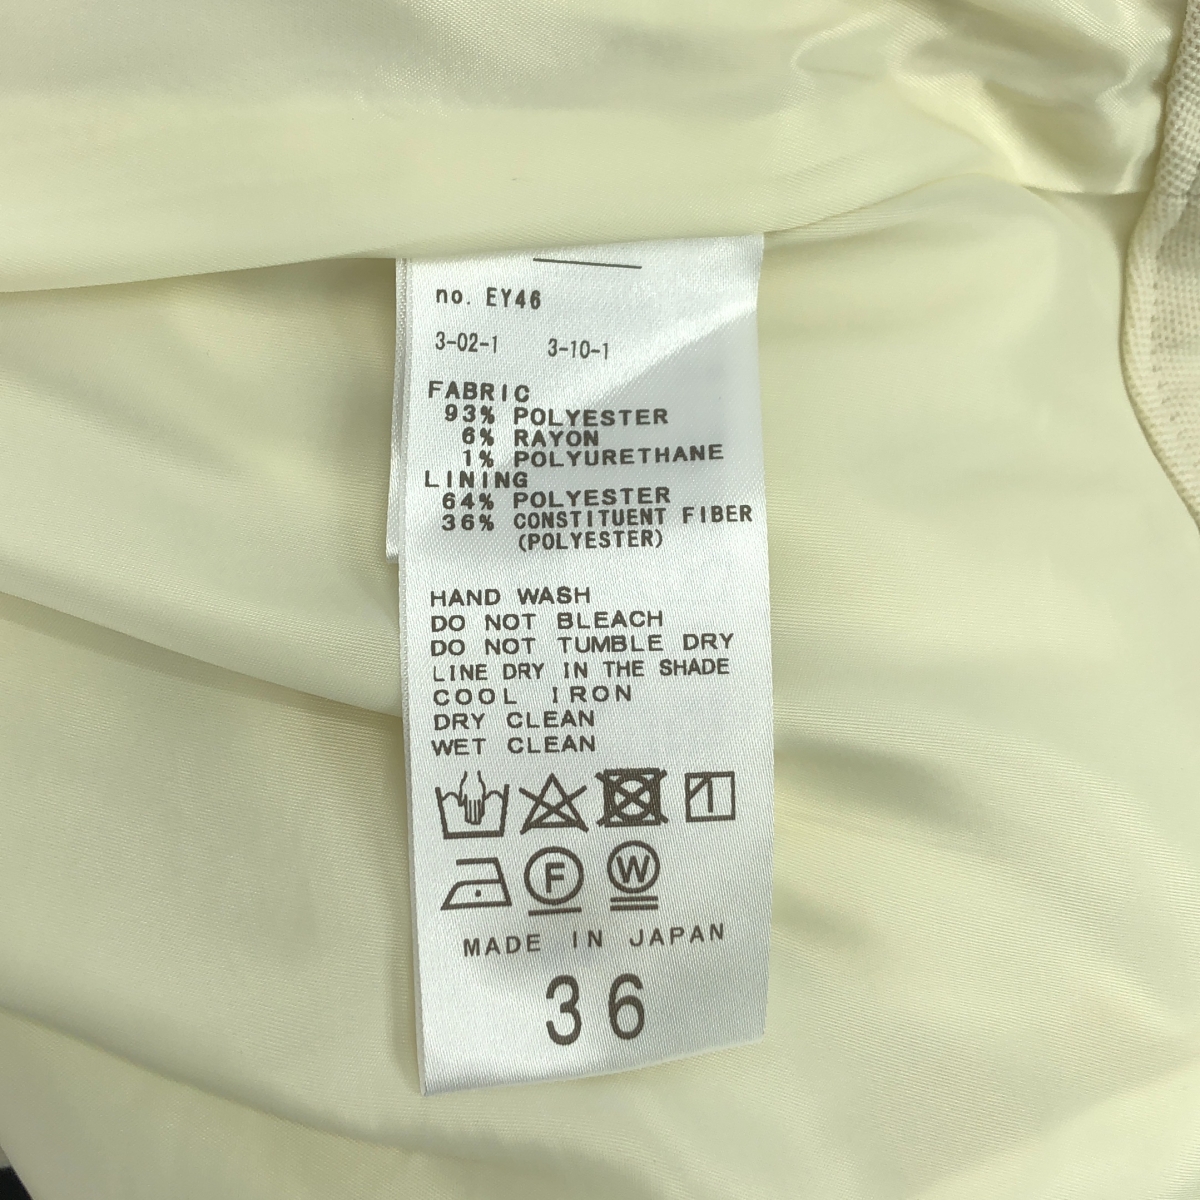 no. EY46
3-02-1 3-10-1
FABRIC
93% POLYESTER
6% RAYON
1% POLYURETHANE
LINING
64% POLYESTER
36% CONSTITUENT FIBER
(POLYESTER)
HAND WASH
DO NOT BLEACH
DO NOT TUMBLE DRY
LINE DRY IN THE SHADE
COOL IRON
DRY CLEAN
WET CLEAN
F W
MADE IN JAPAN
36